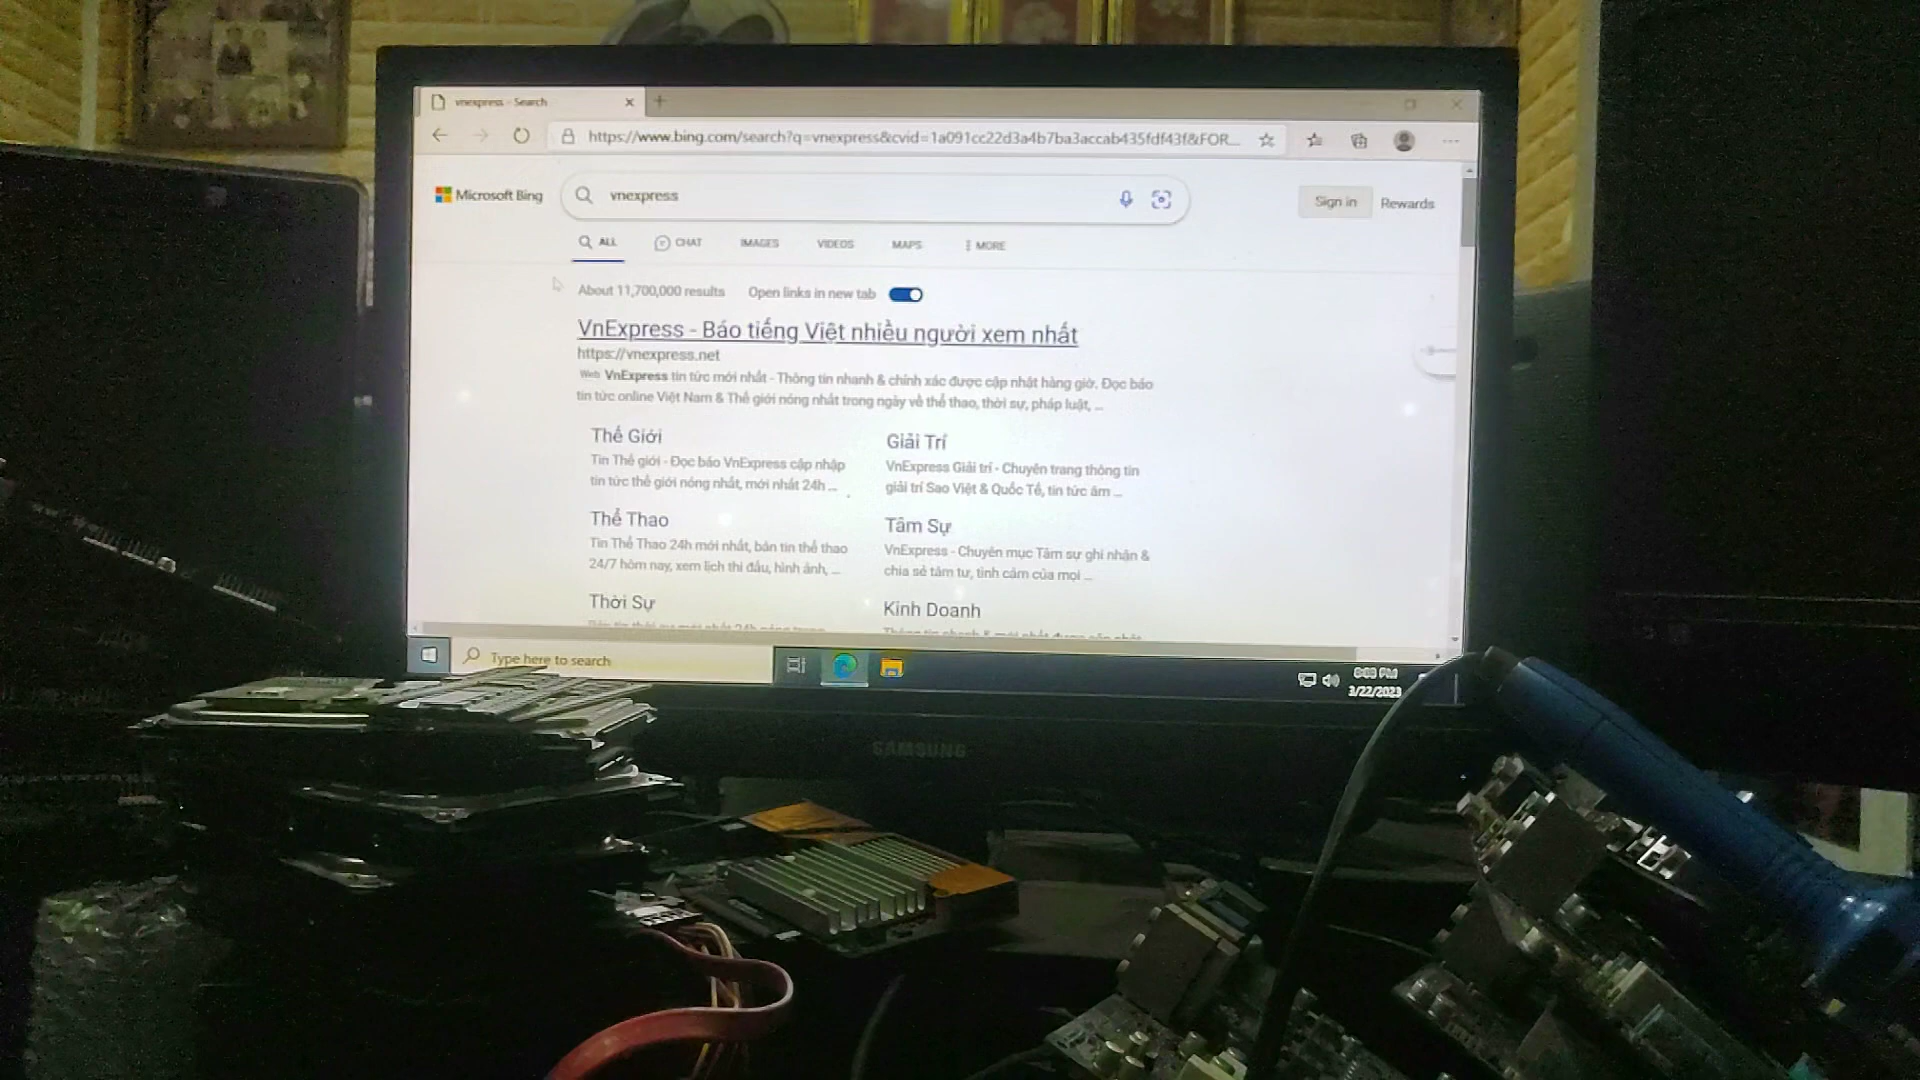 vnexpress - Search
https://www.bing.com/search?q=vnexpress&cvid=1a091cc22d3a4b7ba3accab435fdf43f&FOR...
Microsoft Bing
vnexpress
Sign in
Rewards
ALL
CHAT
IMAGES
VIDEOS
MAPS
MORE
About 11,700,000 results
Open links in new tab
VnExpress - Báo tiếng Việt nhiều người xem nhất
https://vnexpress.net
Web VnExpress tin tức mới nhất - Thông tin nhanh & chính xác được cập nhật hàng giờ. Đọc báo
tin tức online Việt Nam & Thế giới nóng nhất trong ngày về thể thao, thời sự, pháp luật, ...
Thế Giới
Tin Thế giới - Đọc báo VnExpress cập nhập
tin tức thế giới nóng nhất, mới nhất 24h ...
Giải Trí
VnExpress Giải trí - Chuyên trang thông tin
giải trí Sao Việt & Quốc Tế, tin tức âm ...
Thể Thao
Tin Thể Thao 24h mới nhất, bản tin thể thao
24/7 hôm nay, xem lịch thi đấu, hình ảnh, ...
Tâm Sự
VnExpress - Chuyên mục Tâm sự ghi nhận &
chia sẻ tâm tư, tình cảm của mọi ...
Thời Sự
Kinh Doanh
Type here to search
3/22/2023
SAMSUNG